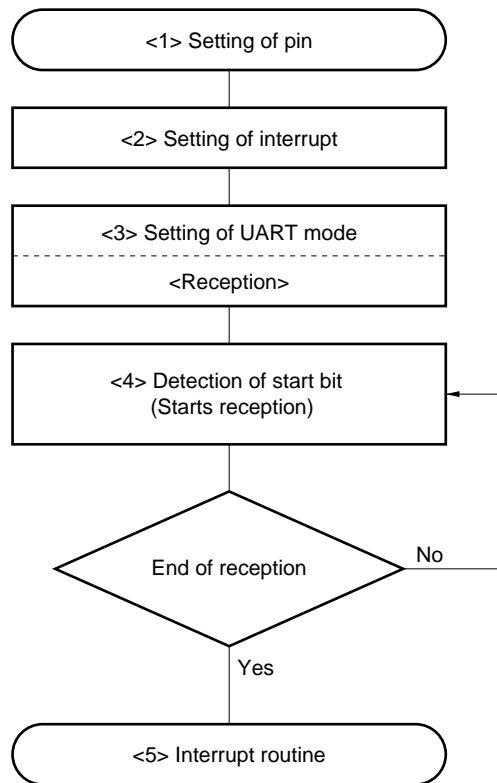 <1> Setting of pin
<2> Setting of interrupt
<3> Setting of UART mode
<Reception>
<4> Detection of start bit
(Starts reception)
End of reception
No
Yes
<5> Interrupt routine